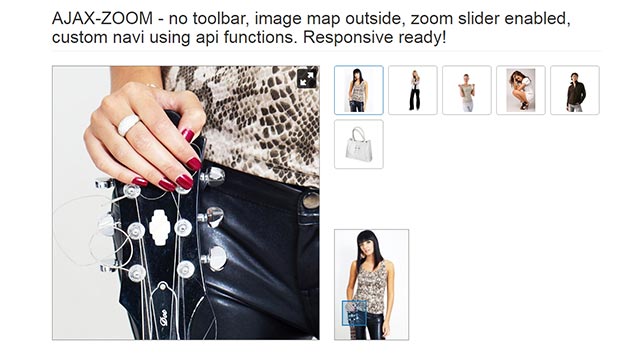 AJAX-ZOOM - no toolbar, image map outside, zoom slider enabled,
custom navi using api functions. Responsive ready!